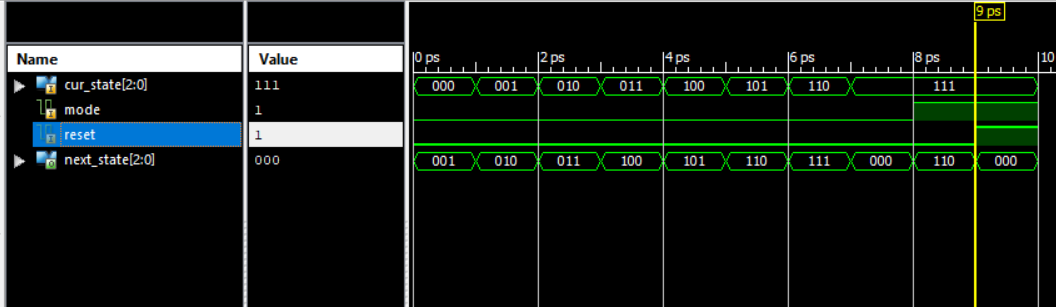 9 ps
Name Value 0 ps 2 ps 4 ps 6 ps 8 ps 10
cur_state[2:0] 111 000 001 010 011 100 101 110 111
mode 1
reset 1
next_state[2:0] 000 001 010 011 100 101 110 111 000 110 000